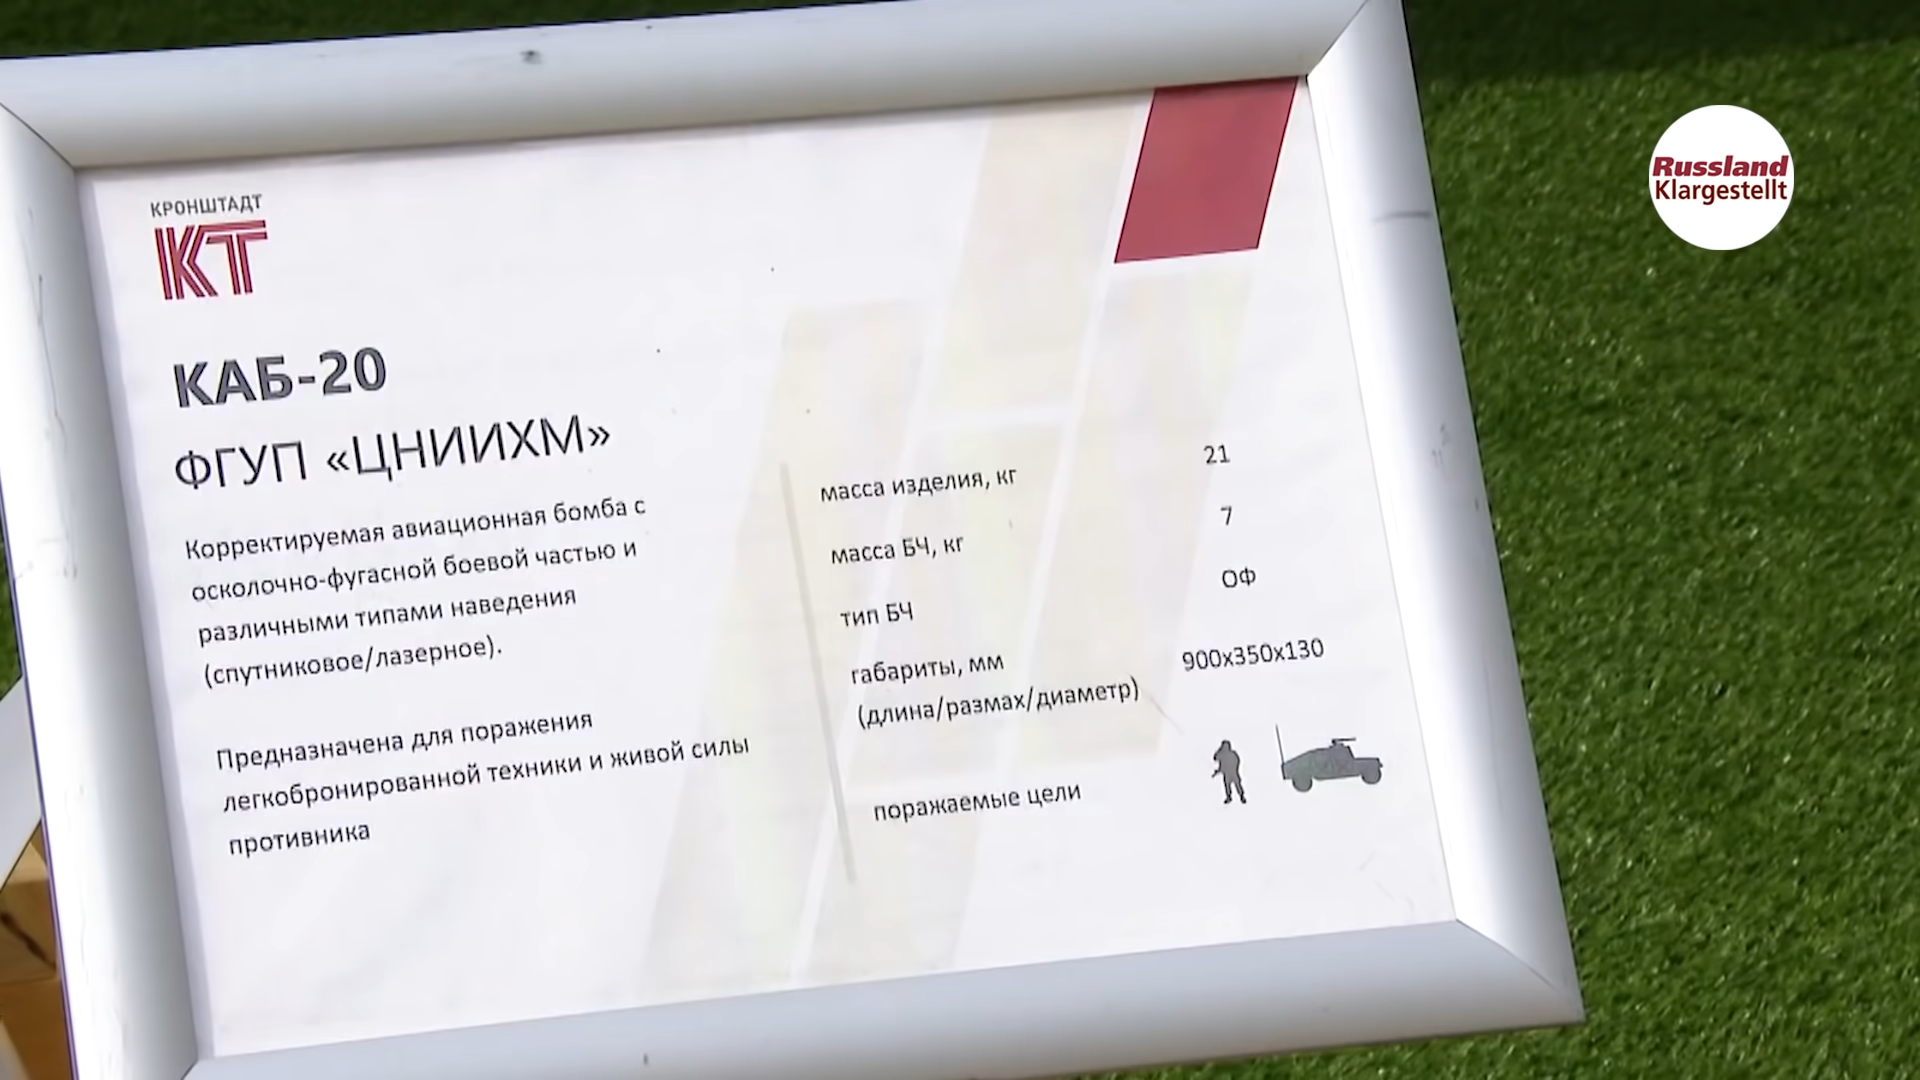 КРОНШТАДТ
КТ
КАБ-20
ФГУП «ЦНИИХМ»
Корректируемая авиационная бомба с
осколочно-фугасной боевой частью и
различными типами наведения
(спутниковое/лазерное).
Предназначена для поражения
легкобронированной техники и живой силы
противника
масса изделия, кг 21
масса БЧ, кг 7
тип БЧ ОФ
габариты, мм 900х350х130
(длина/размах/диаметр)
поражаемые цели
Russland
Klargestellt